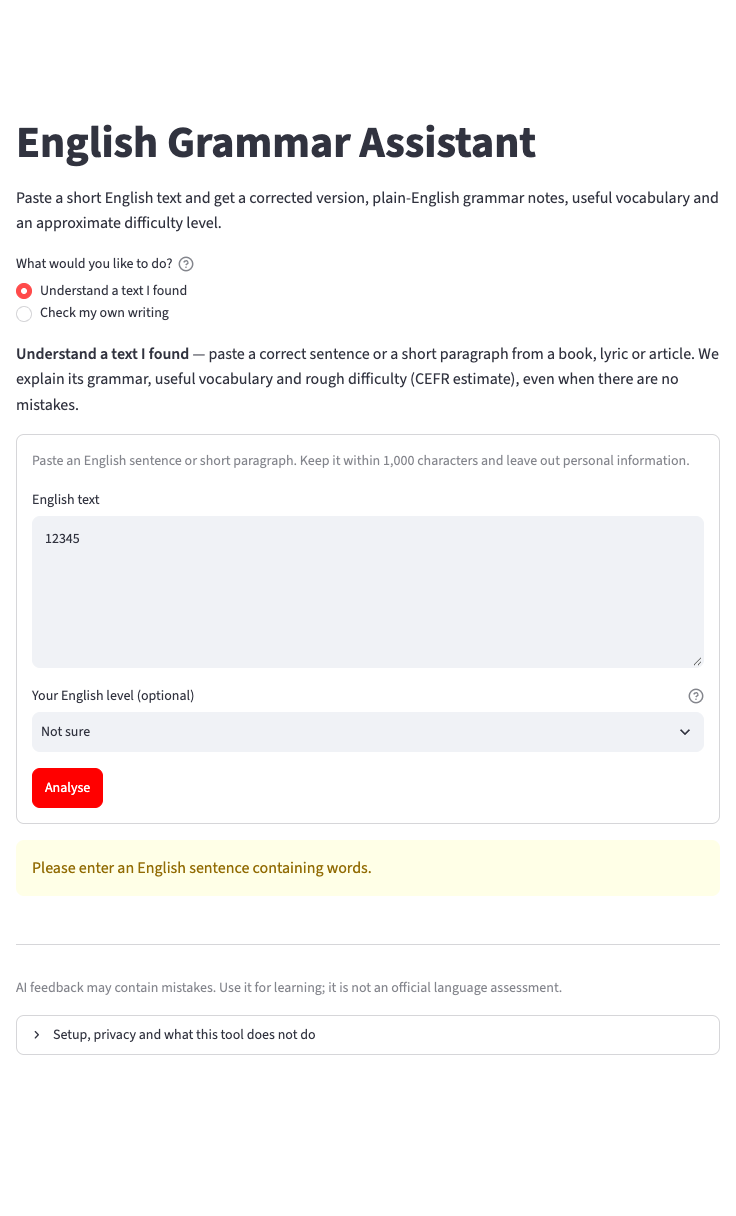 English Grammar Assistant
Paste a short English text and get a corrected version, plain-English grammar notes, useful vocabulary and
an approximate difficulty level.
What would you like to do?
Understand a text I found
Check my own writing
Understand a text I found — paste a correct sentence or a short paragraph from a book, lyric or article. We
explain its grammar, useful vocabulary and rough difficulty (CEFR estimate), even when there are no
mistakes.
Paste an English sentence or short paragraph. Keep it within 1,000 characters and leave out personal information.
English text
12345
Your English level (optional)
Not sure
Analyse
Please enter an English sentence containing words.
AI feedback may contain mistakes. Use it for learning; it is not an official language assessment.
Setup, privacy and what this tool does not do